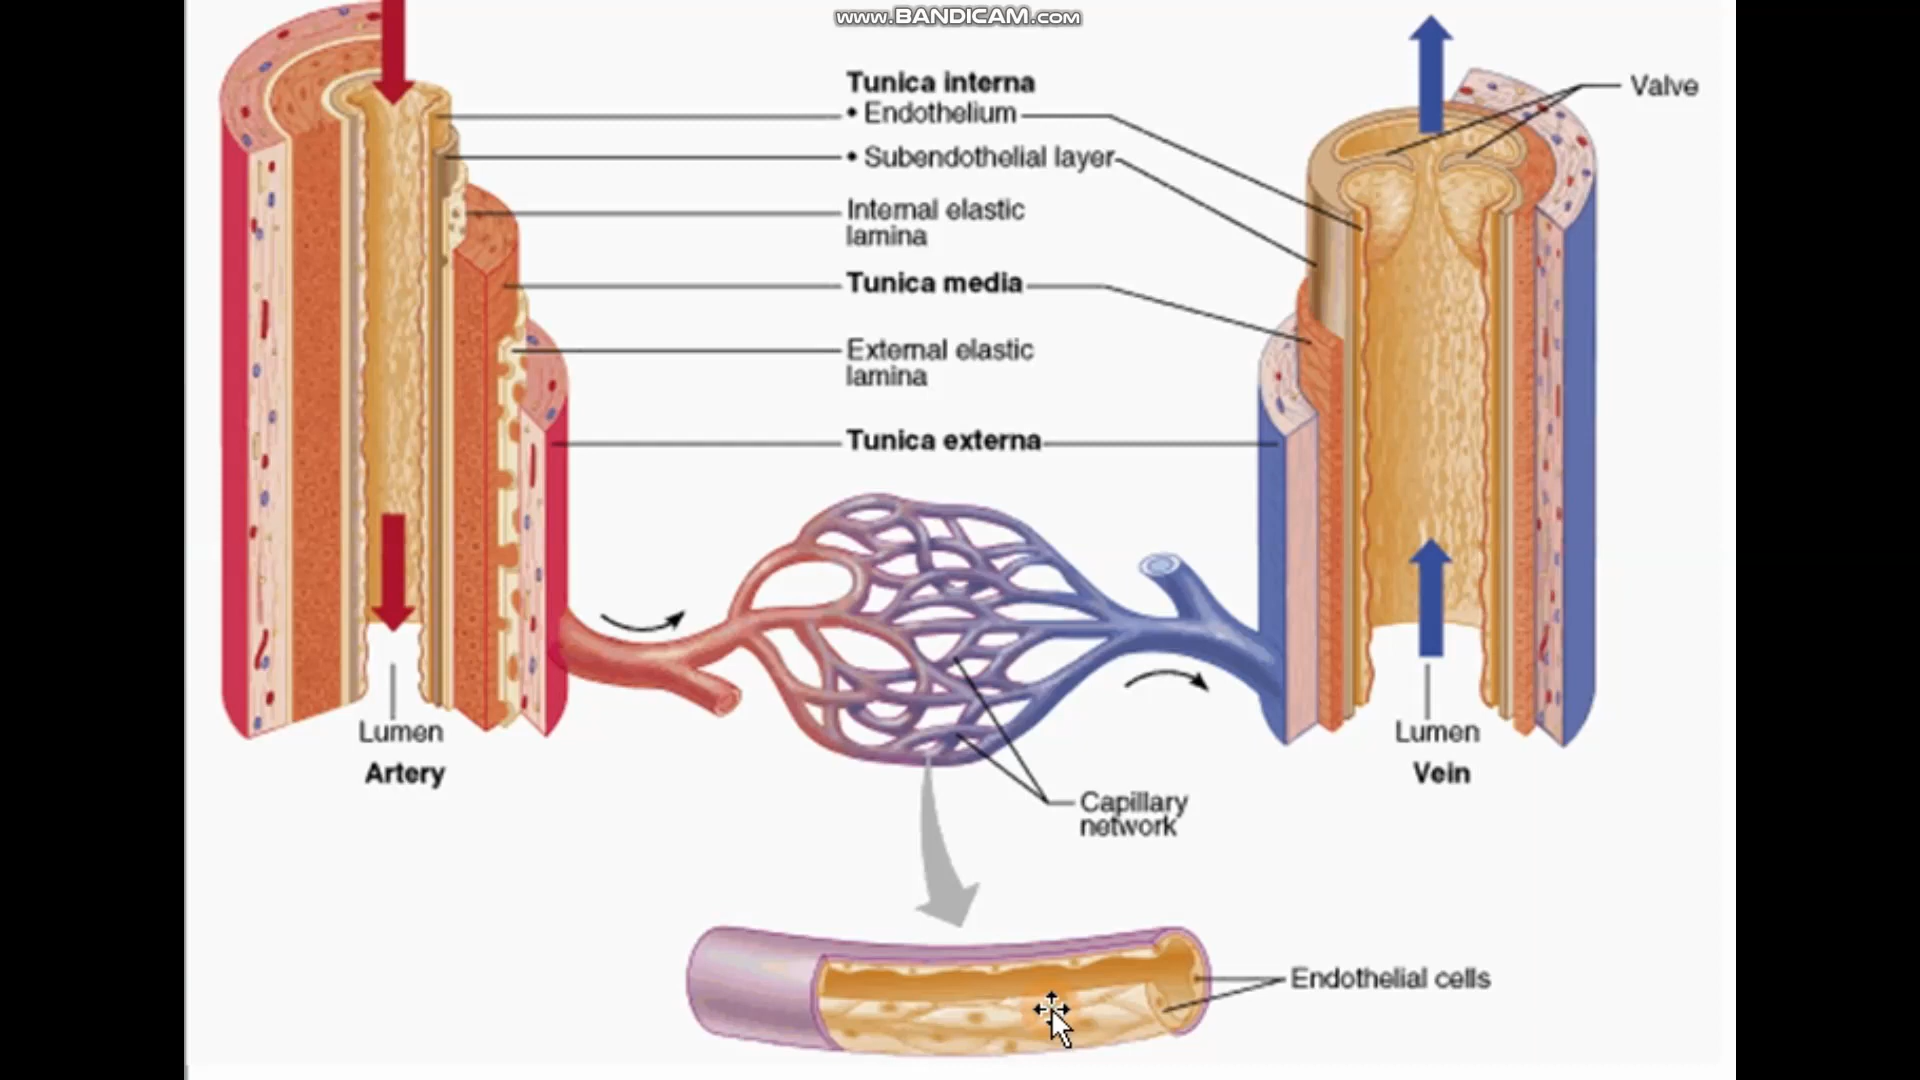 www.BANDICAM.com
Tunica interna
• Endothelium
• Subendothelial layer
Internal elastic
lamina
Tunica media
External elastic
lamina
Tunica externa
Valve
Lumen
Artery
Lumen
Vein
Capillary
network
Endothelial cells